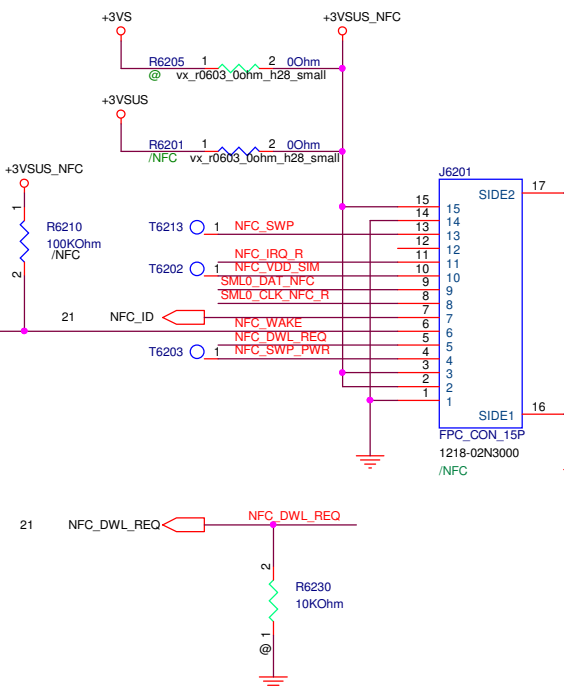 +3VS
+3VSUS_NFC
R6205 1 2 0Ohm
@ vx_r0603_0ohm_h28_small
+3VSUS
R6201 1 2 0Ohm
/NFC vx_r0603_0ohm_h28_small
+3VSUS_NFC
J6201
1
R6210
100KOhm
/NFC
2
SIDE2 17
15 15
14 14
T6213 1 NFC_SWP 13 13
12 12
NFC_IRQ_R 11 11
T6202 1 NFC_VDD_SIM 10 10
SML0_DAT_NFC 9 9
SML0_CLK_NFC_R 8 8
21 NFC_ID 7 7
NFC_WAKE 6 6
NFC_DWL_REQ 5 5
T6203 1 NFC_SWP_PWR 4 4
3 3
2 2
1 1
SIDE1 16
FPC_CON_15P
1218-02N3000
/NFC
21 NFC_DWL_REQ NFC_DWL_REQ
2
R6230
10KOhm
@ 1